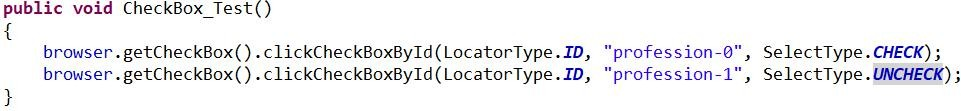 public void CheckBox_Test()
{
    browser.getCheckBox().clickCheckBoxById(LocatorType.ID, "profession-0", SelectType.CHECK);
    browser.getCheckBox().clickCheckBoxById(LocatorType.ID, "profession-1", SelectType.UNCHECK);
}